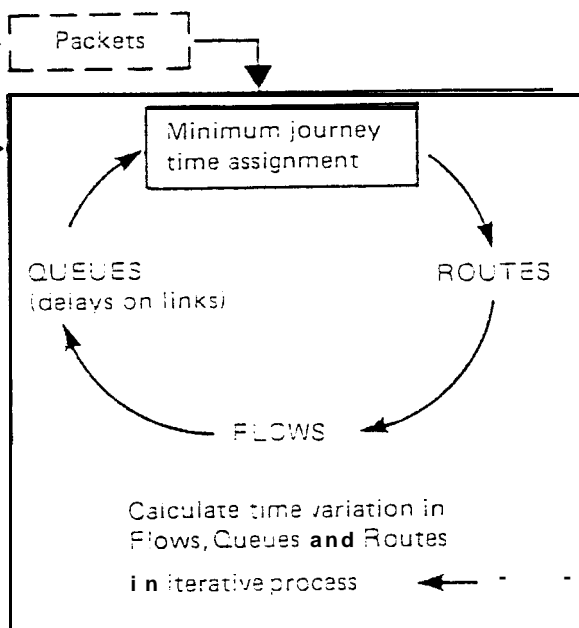 Packets
Minimum journey
time assignment
QUEUES
(delays on links)
ROUTES
FLOWS
Calculate time variation in
Flows, Queues and Routes
in iterative process